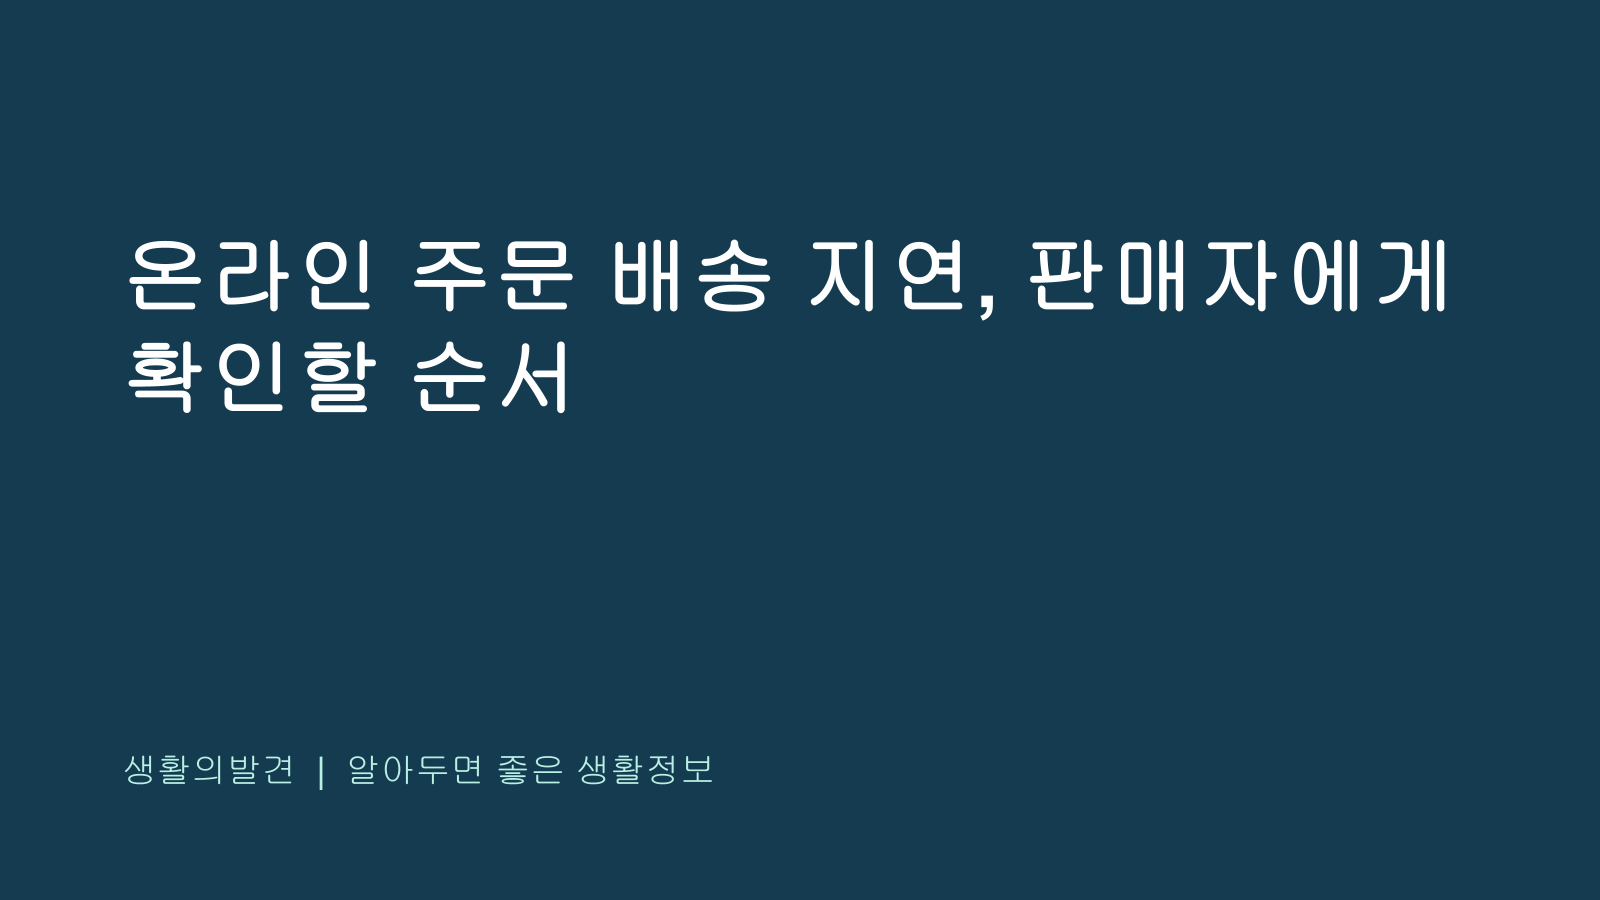 온라인 주문 배송 지연, 판매자에게
확인할 순서
생활의발견 | 알아두면 좋은 생활정보